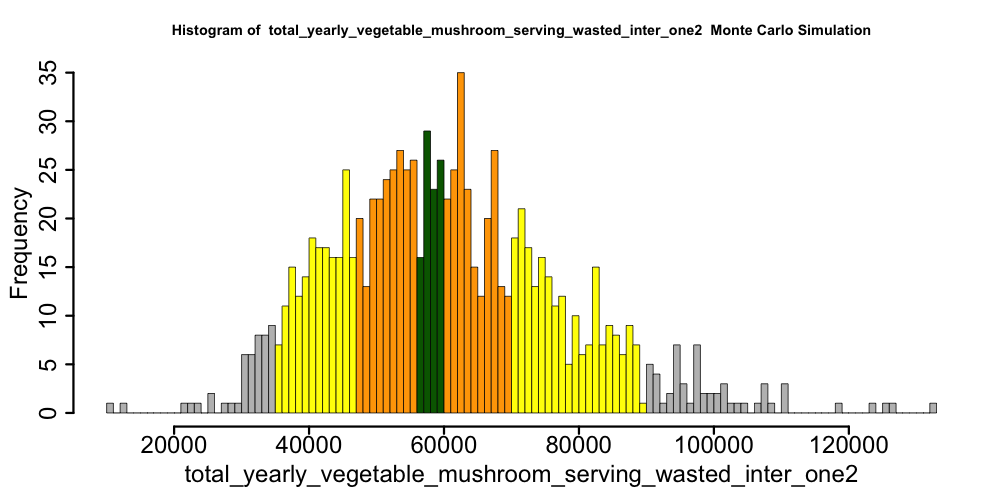 Histogram of  total_yearly_vegetable_mushroom_serving_wasted_inter_one2  Monte Carlo Simulation
Frequency
35
30
25
20
15
10
5
0
20000 40000 60000 80000 100000 120000
total_yearly_vegetable_mushroom_serving_wasted_inter_one2